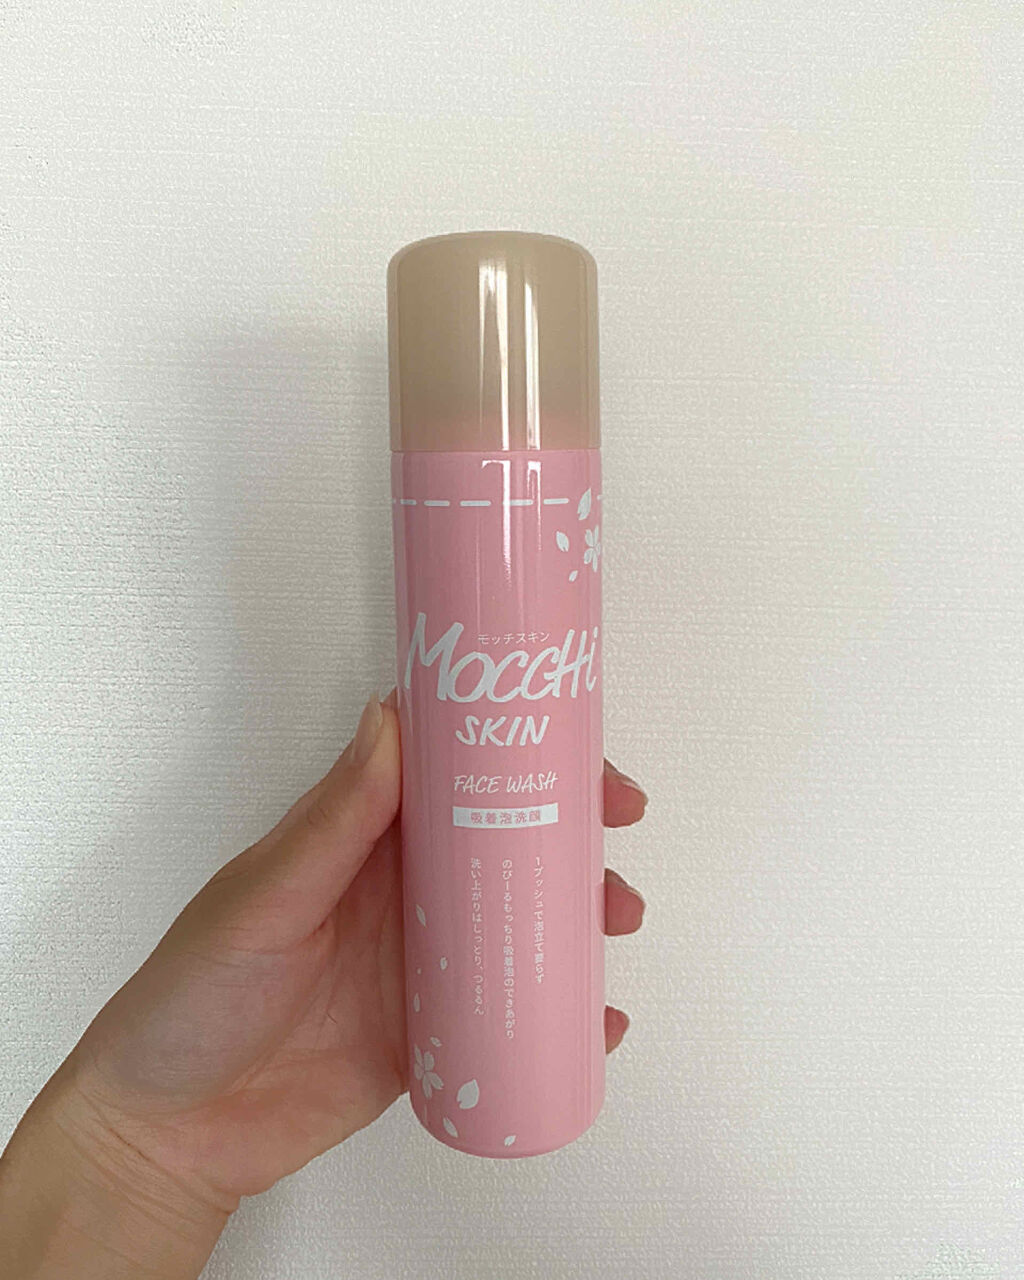 モッチスキン
MOCCHi
SKIN
FACE WASH
吸着泡洗顔
1プッシュで泡立て要らず
のびーるもっちり吸着泡のできあがり
洗い上がりはしっとり、つるるん